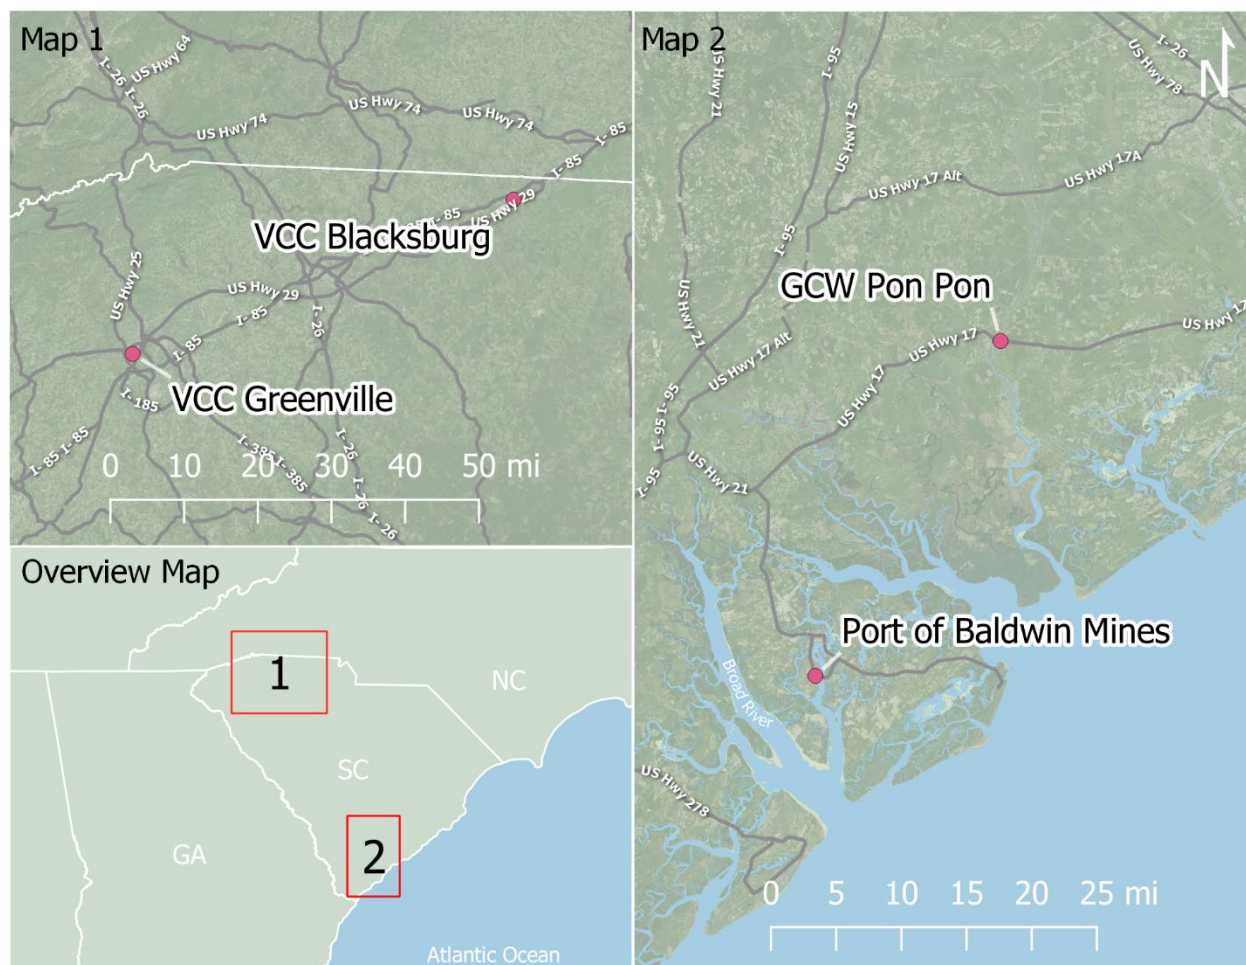 Map 1
I- 26
US Hwy 64
I- 26
US Hwy 74
US Hwy 74
US Hwy 74
I- 85
I- 85
I- 85
US Hwy 29
VCC Blacksburg
US Hwy 25
US Hwy 29
I- 85
I- 26
I- 85
VCC Greenville
I- 185
I- 85
I- 85
I- 385
I- 385
I- 26
I- 26
I- 26
0 10 20 30 40 50 mi
Overview Map
1
NC
SC
GA
2
Atlantic Ocean
Map 2
N
US Hwy 21
I- 95
US Hwy 15
I- 26
US Hwy 78
US Hwy 17 Alt
US Hwy 17A
I- 95
GCW Pon Pon
US Hwy 21
US Hwy 17
US Hwy 17
US Hwy 17
US Hwy 17 Alt
I- 95
I- 95
I- 95
US Hwy 21
Port of Baldwin Mines
Broad River
US Hwy 278
0 5 10 15 20 25 mi